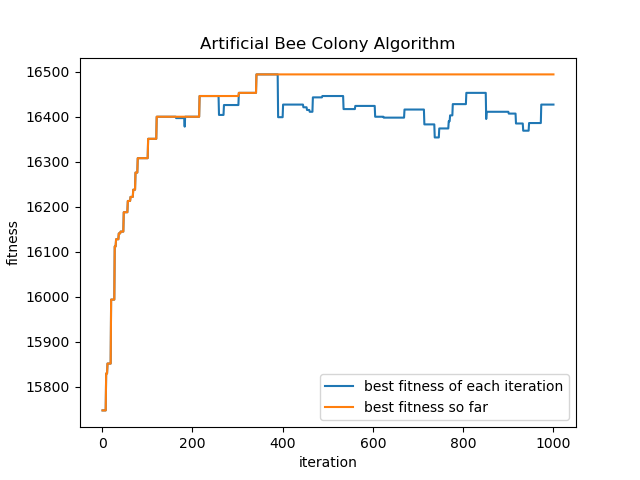 Artificial Bee Colony Algorithm
16500
16400
16300
16200
16100
16000
15900
15800
fitness
0 200 400 600 800 1000
iteration
best fitness of each iteration
best fitness so far